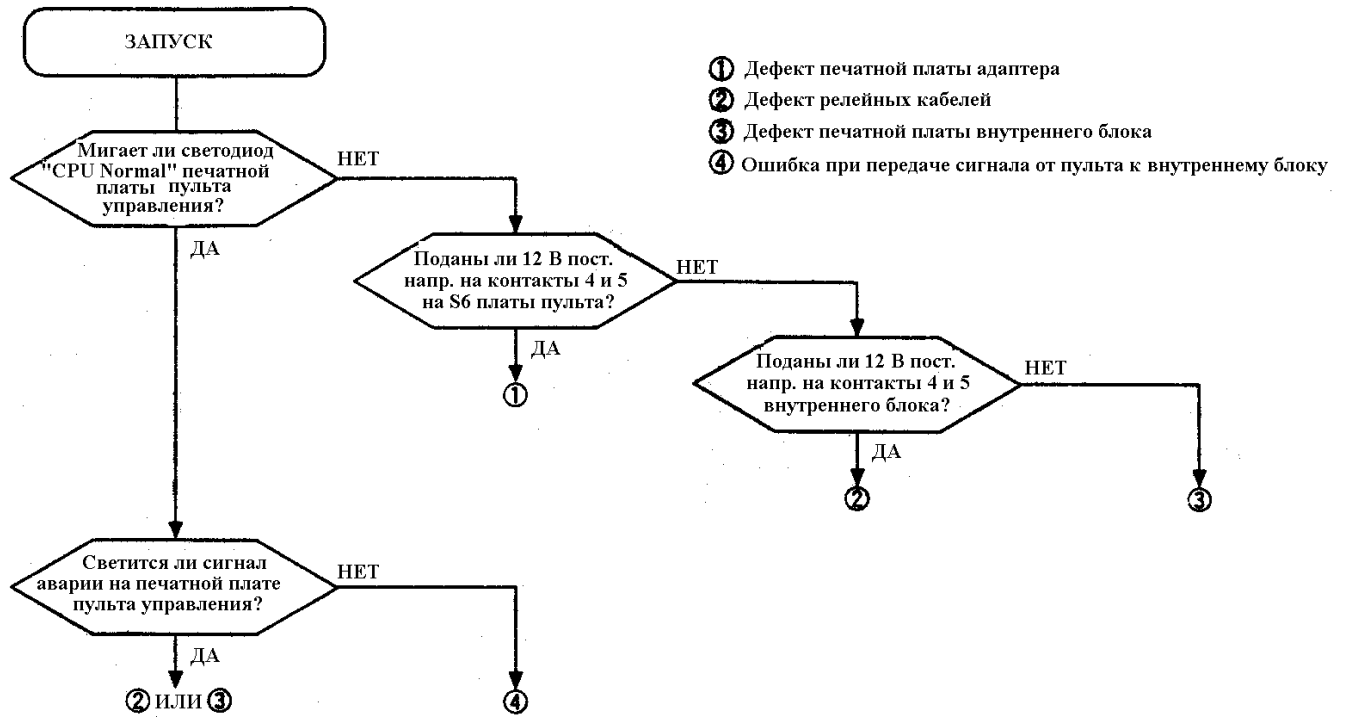 ЗАПУСК
① Дефект печатной платы адаптера
② Дефект релейных кабелей
③ Дефект печатной платы внутреннего блока
④ Ошибка при передаче сигнала от пульта к внутреннему блоку
Мигает ли светодиод
"CPU Normal" печатной
платы пульта
управления?
НЕТ
ДА
Поданы ли 12 В пост.
напр. на контакты 4 и 5
на S6 платы пульта?
НЕТ
ДА
①
Поданы ли 12 В пост.
напр. на контакты 4 и 5
внутреннего блока?
НЕТ
ДА
②
③
Светится ли сигнал
аварии на печатной плате
пульта управления?
НЕТ
ДА
② ИЛИ ③
④